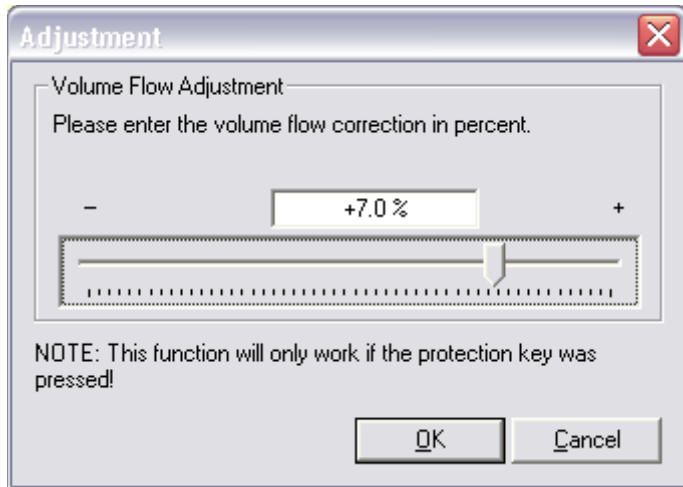 Adjustment
Volume Flow Adjustment
Please enter the volume flow correction in percent.
– +7.0 % +
NOTE: This function will only work if the protection key was
pressed!
OK Cancel